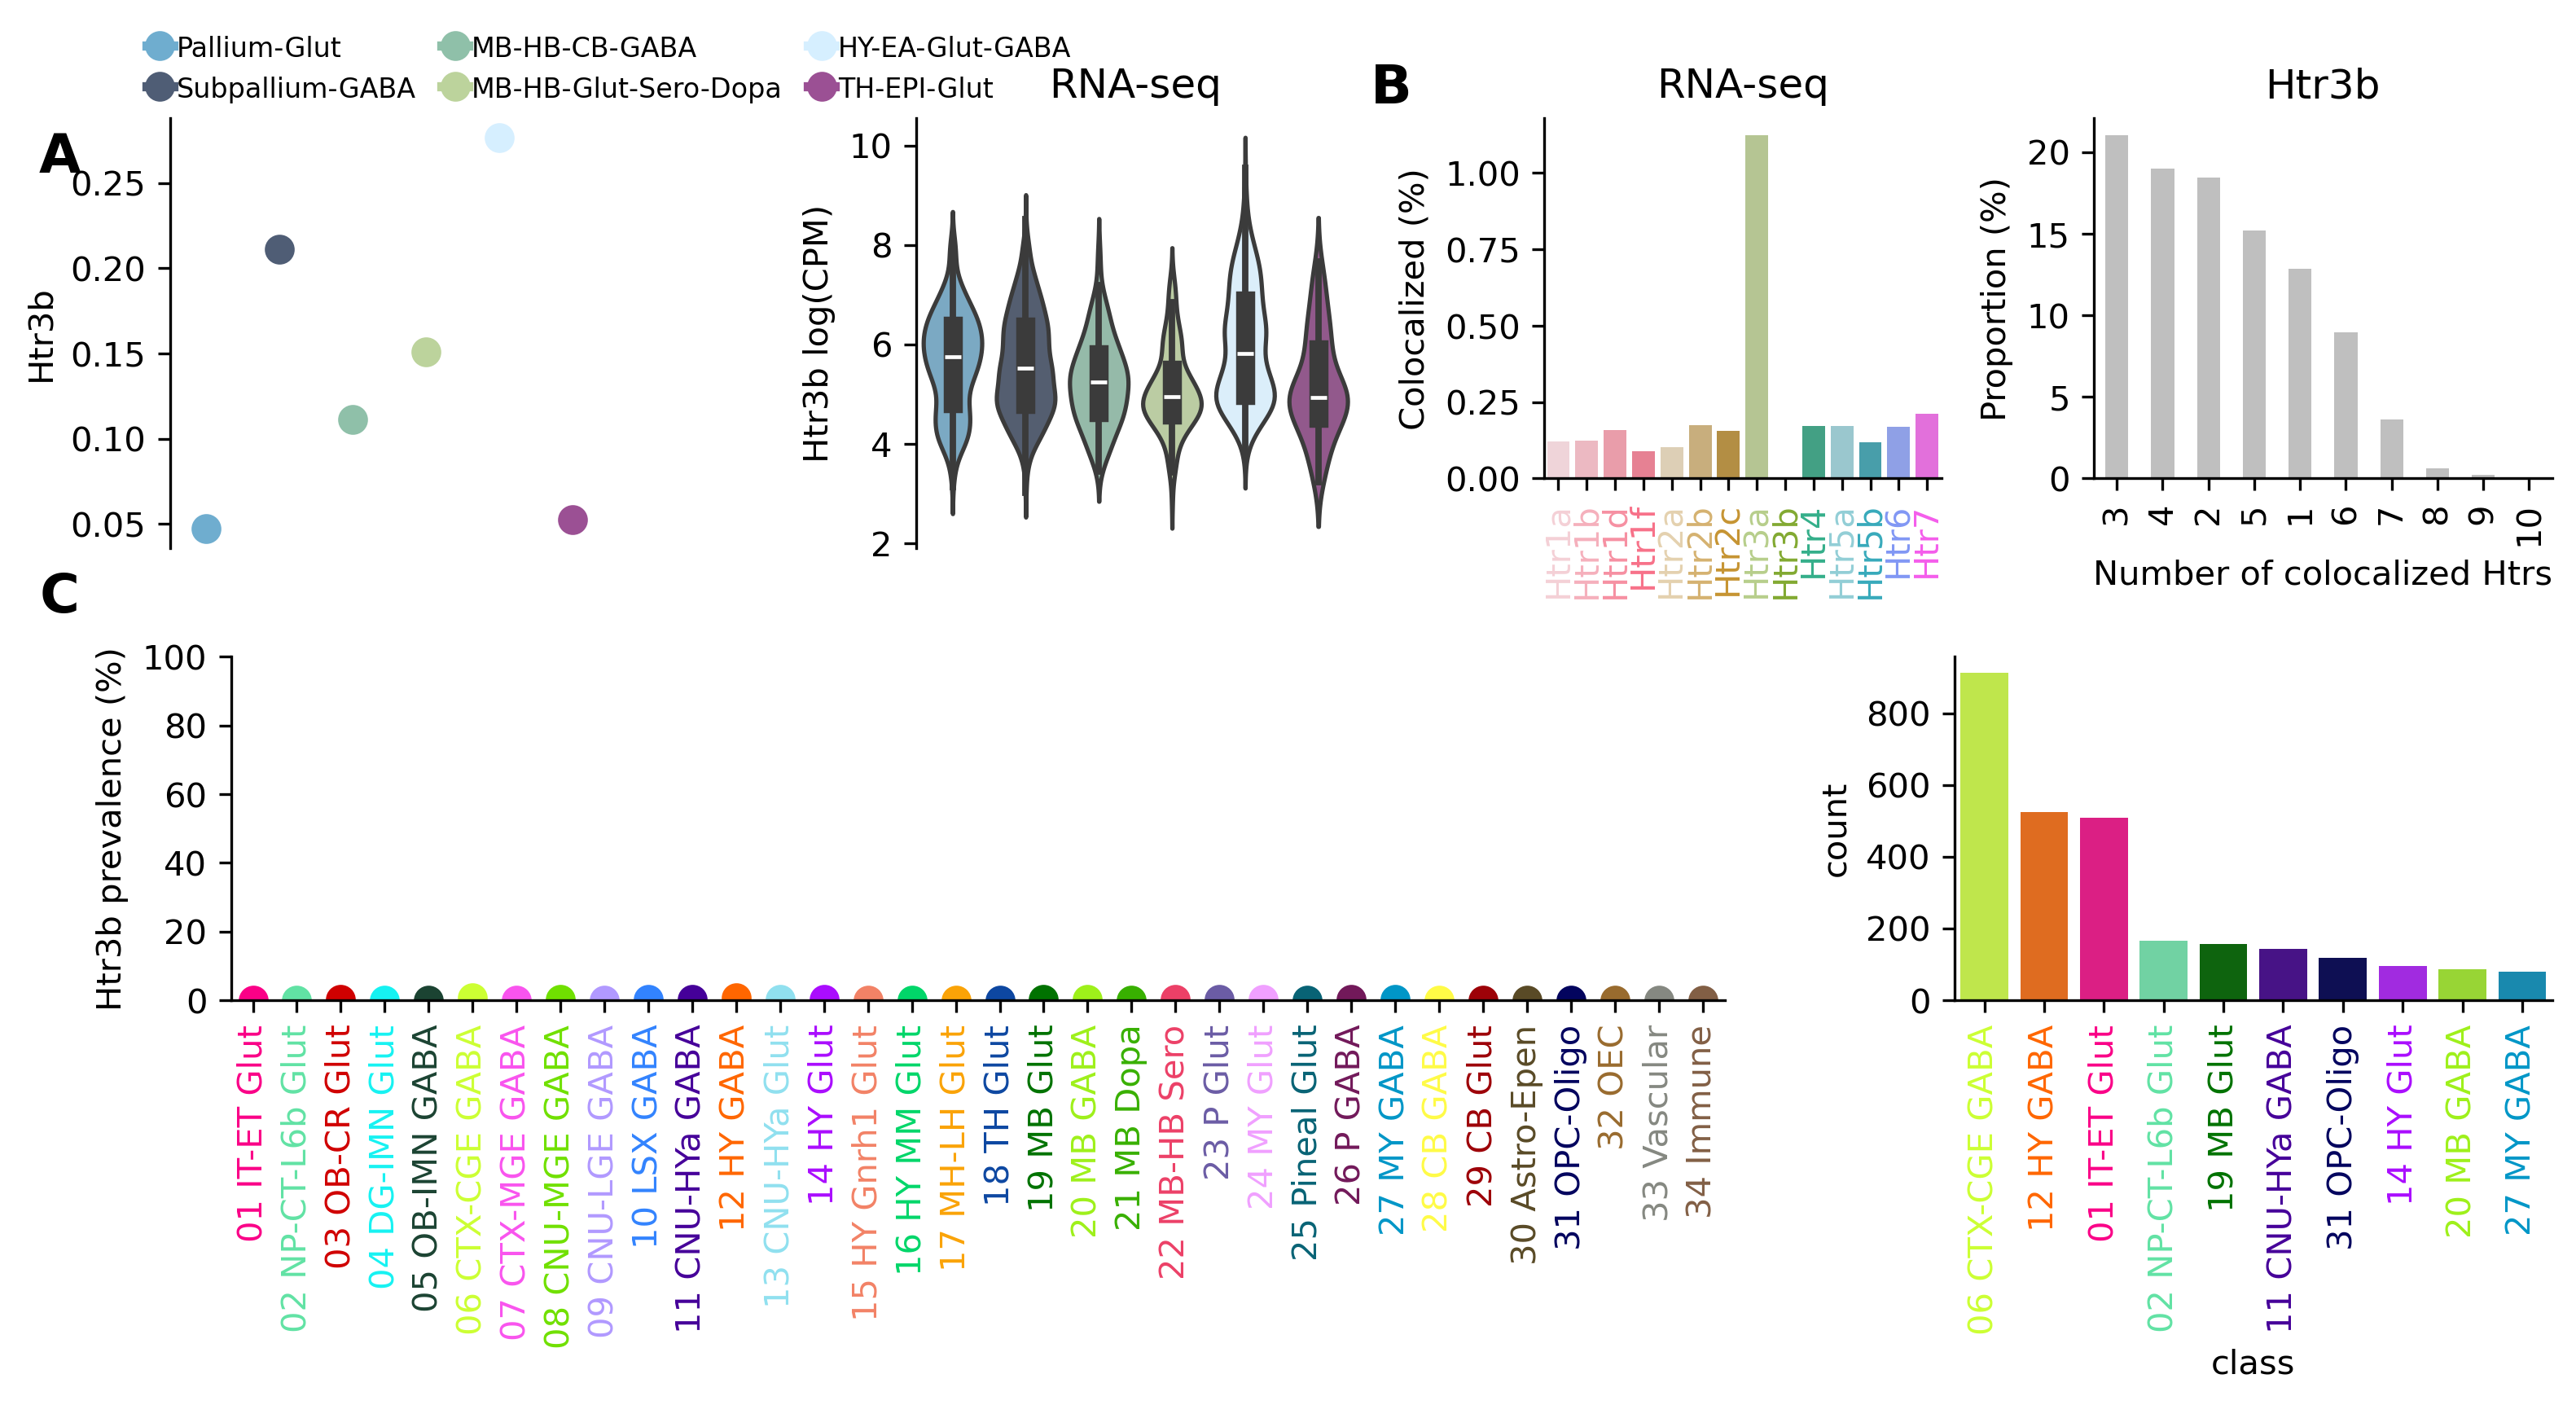 Pallium-Glut
MB-HB-CB-GABA
HY-EA-Glut-GABA
Subpallium-GABA
MB-HB-Glut-Sero-Dopa
TH-EPI-Glut
A
Htr3b
0.25
0.20
0.15
0.10
0.05
RNA-seq
Htr3b log(CPM)
10
8
6
4
2
B
RNA-seq
Colocalized (%)
1.00
0.75
0.50
0.25
0.00
Htr1a
Htr1b
Htr1d
Htr1f
Htr2a
Htr2b
Htr2c
Htr3a
Htr3b
Htr4
Htr5a
Htr5b
Htr6
Htr7
Htr3b
Proportion (%)
20
15
10
5
0
3
4
2
5
1
6
7
8
9
10
Number of colocalized Htrs
C
Htr3b prevalence (%)
100
80
60
40
20
0
01 IT-ET Glut
02 NP-CT-L6b Glut
03 OB-CR Glut
04 DG-IMN Glut
05 OB-IMN GABA
06 CTX-CGE GABA
07 CTX-MGE GABA
08 CNU-MGE GABA
09 CNU-LGE GABA
10 LSX GABA
11 CNU-HYa GABA
12 HY GABA
13 CNU-HYa Glut
14 HY Glut
15 HY Gnrh1 Glut
16 HY MM Glut
17 MH-LH Glut
18 TH Glut
19 MB Glut
20 MB GABA
21 MB Dopa
22 MB-HB Sero
23 P Glut
24 MY Glut
25 Pineal Glut
26 P GABA
27 MY GABA
28 CB GABA
29 CB Glut
30 Astro-Epen
31 OPC-Oligo
32 OEC
33 Vascular
34 Immune
count
800
600
400
200
0
06 CTX-CGE GABA
12 HY GABA
01 IT-ET Glut
02 NP-CT-L6b Glut
19 MB Glut
11 CNU-HYa GABA
31 OPC-Oligo
14 HY Glut
20 MB GABA
27 MY GABA
class